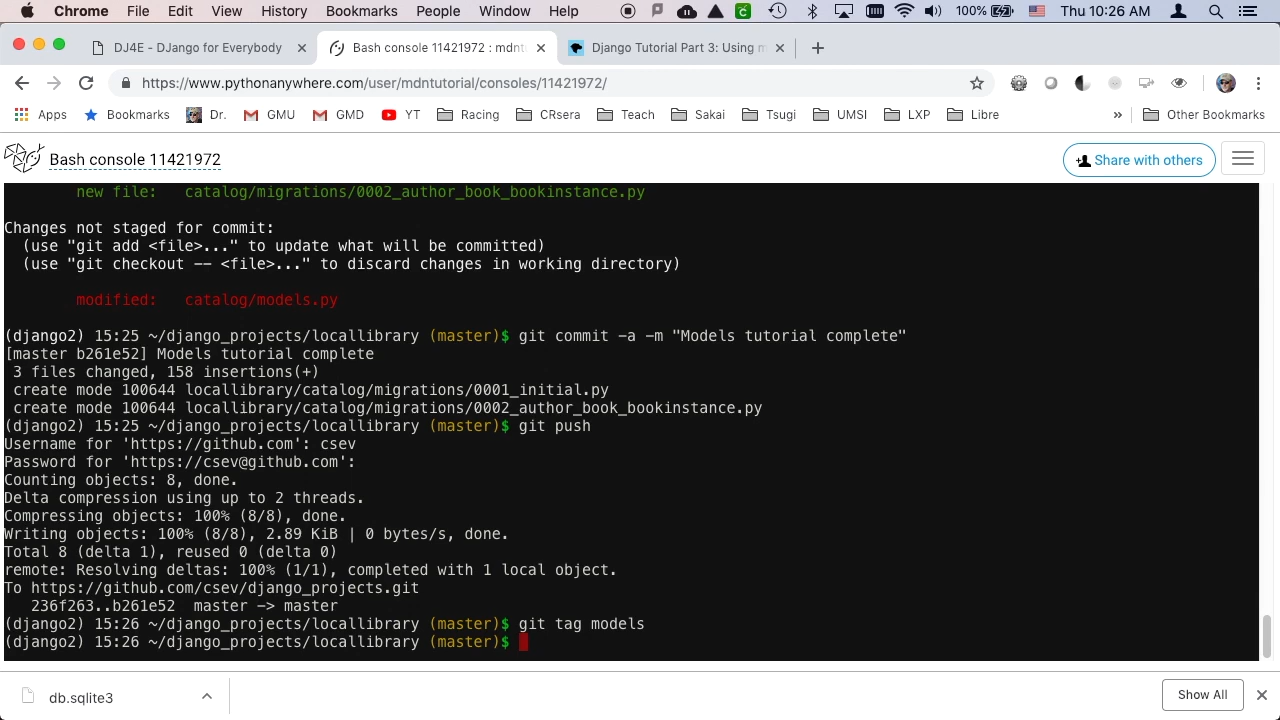 Chrome File Edit View History Bookmarks People Window Help 100% Thu 10:26 AM
DJ4E - DJango for Everybody Bash console 11421972 : mdntu Django Tutorial Part 3: Using m
https://www.pythonanywhere.com/user/mdntutorial/consoles/11421972/
Apps Bookmarks Dr. GMU GMD YT Racing CRsera Teach Sakai Tsugi UMSI LXP Libre » Other Bookmarks
Bash console 11421972 Share with others
new file: catalog/migrations/0002_author_book_bookinstance.py
Changes not staged for commit:
(use "git add <file>..." to update what will be committed)
(use "git checkout -- <file>..." to discard changes in working directory)
modified: catalog/models.py
(django2) 15:25 ~/django_projects/locallibrary (master)$ git commit -a -m "Models tutorial complete"
[master b261e52] Models tutorial complete
3 files changed, 158 insertions(+)
create mode 100644 locallibrary/catalog/migrations/0001_initial.py
create mode 100644 locallibrary/catalog/migrations/0002_author_book_bookinstance.py
(django2) 15:25 ~/django_projects/locallibrary (master)$ git push
Username for 'https://github.com': csev
Password for 'https://csev@github.com':
Counting objects: 8, done.
Delta compression using up to 2 threads.
Compressing objects: 100% (8/8), done.
Writing objects: 100% (8/8), 2.89 KiB | 0 bytes/s, done.
Total 8 (delta 1), reused 0 (delta 0)
remote: Resolving deltas: 100% (1/1), completed with 1 local object.
To https://github.com/csev/django_projects.git
236f263..b261e52 master -> master
(django2) 15:26 ~/django_projects/locallibrary (master)$ git tag models
(django2) 15:26 ~/django_projects/locallibrary (master)$
db.sqlite3 Show All